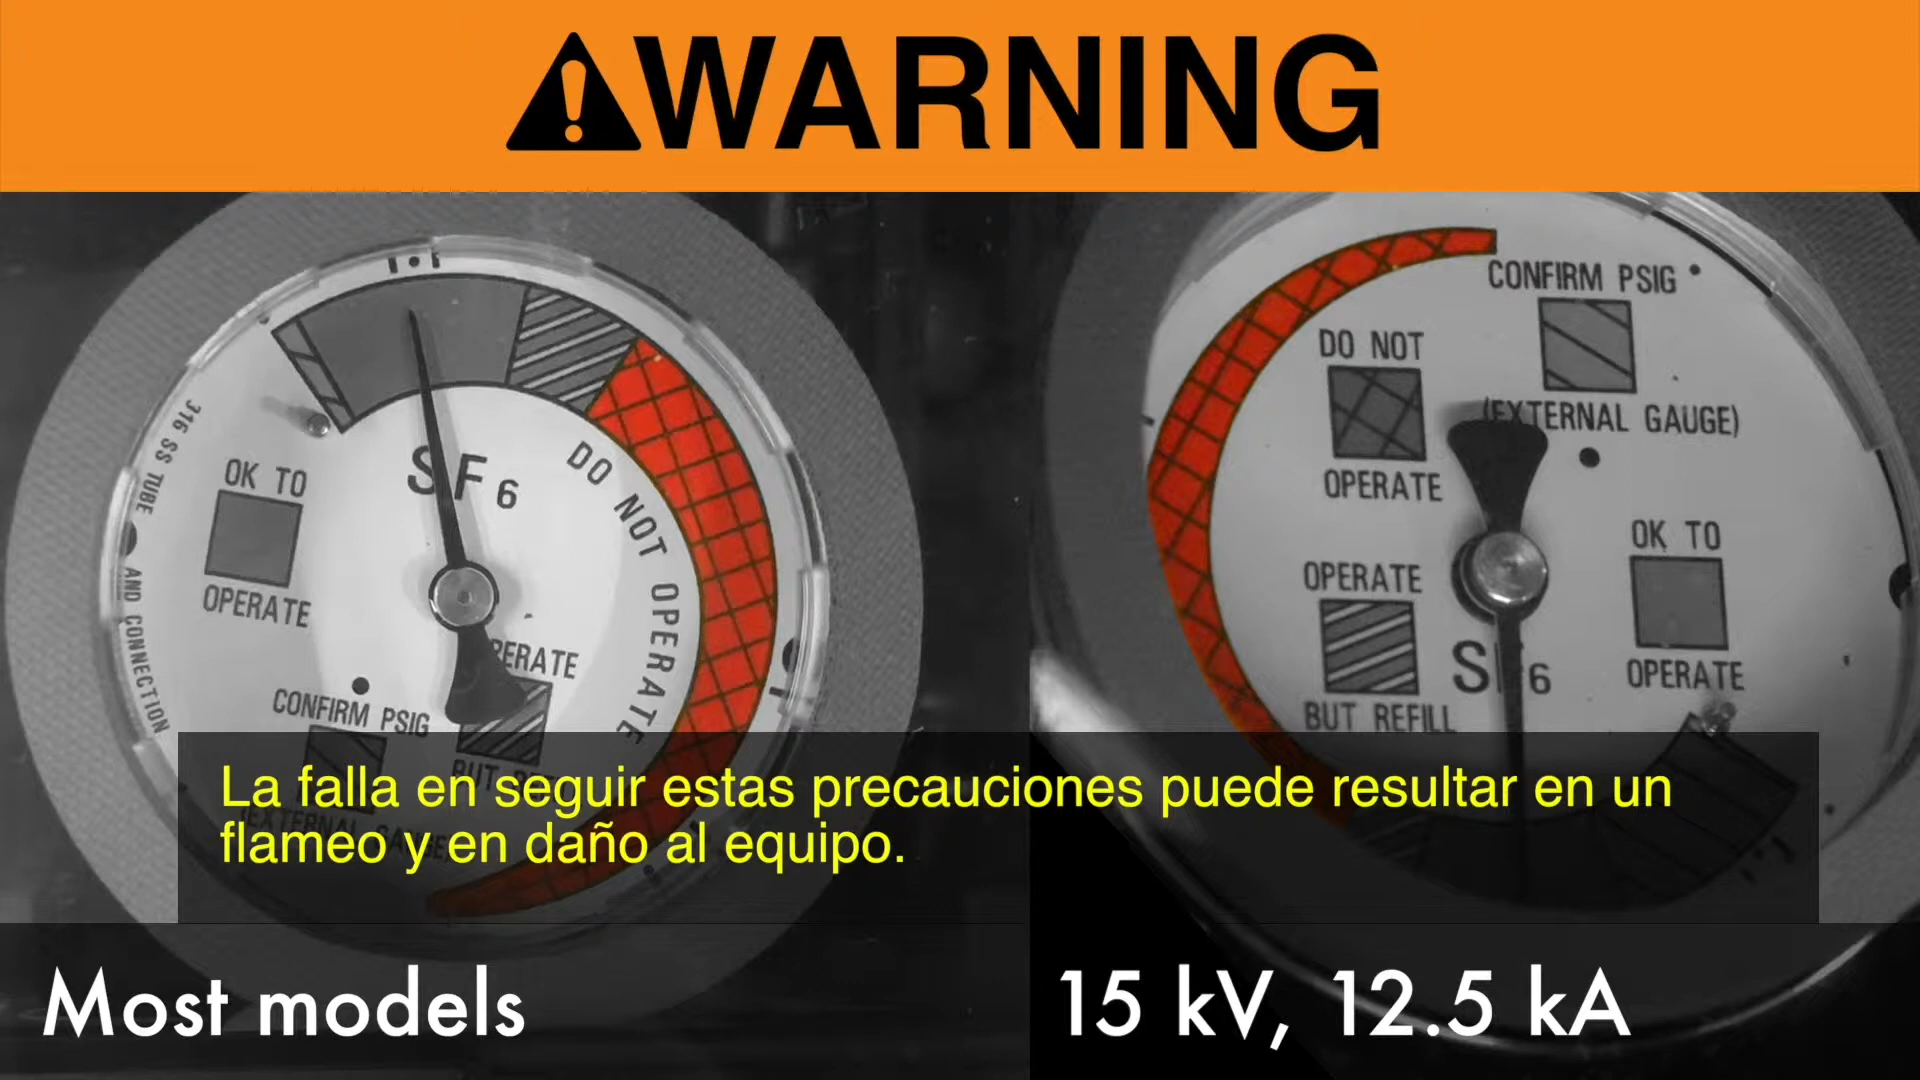 WARNING
316 SS TUBE AND CONNECTION
OK TO
OPERATE
SF6
DO NOT OPERATE
CONFIRM PSIG
CONFIRM PSIG
(EXTERNAL GAUGE)
DO NOT
OPERATE
OPERATE
BUT REFILL
OK TO
OPERATE
La falla en seguir estas precauciones puede resultar en un
flameo y en daño al equipo.
Most models
15 kV, 12.5 kA